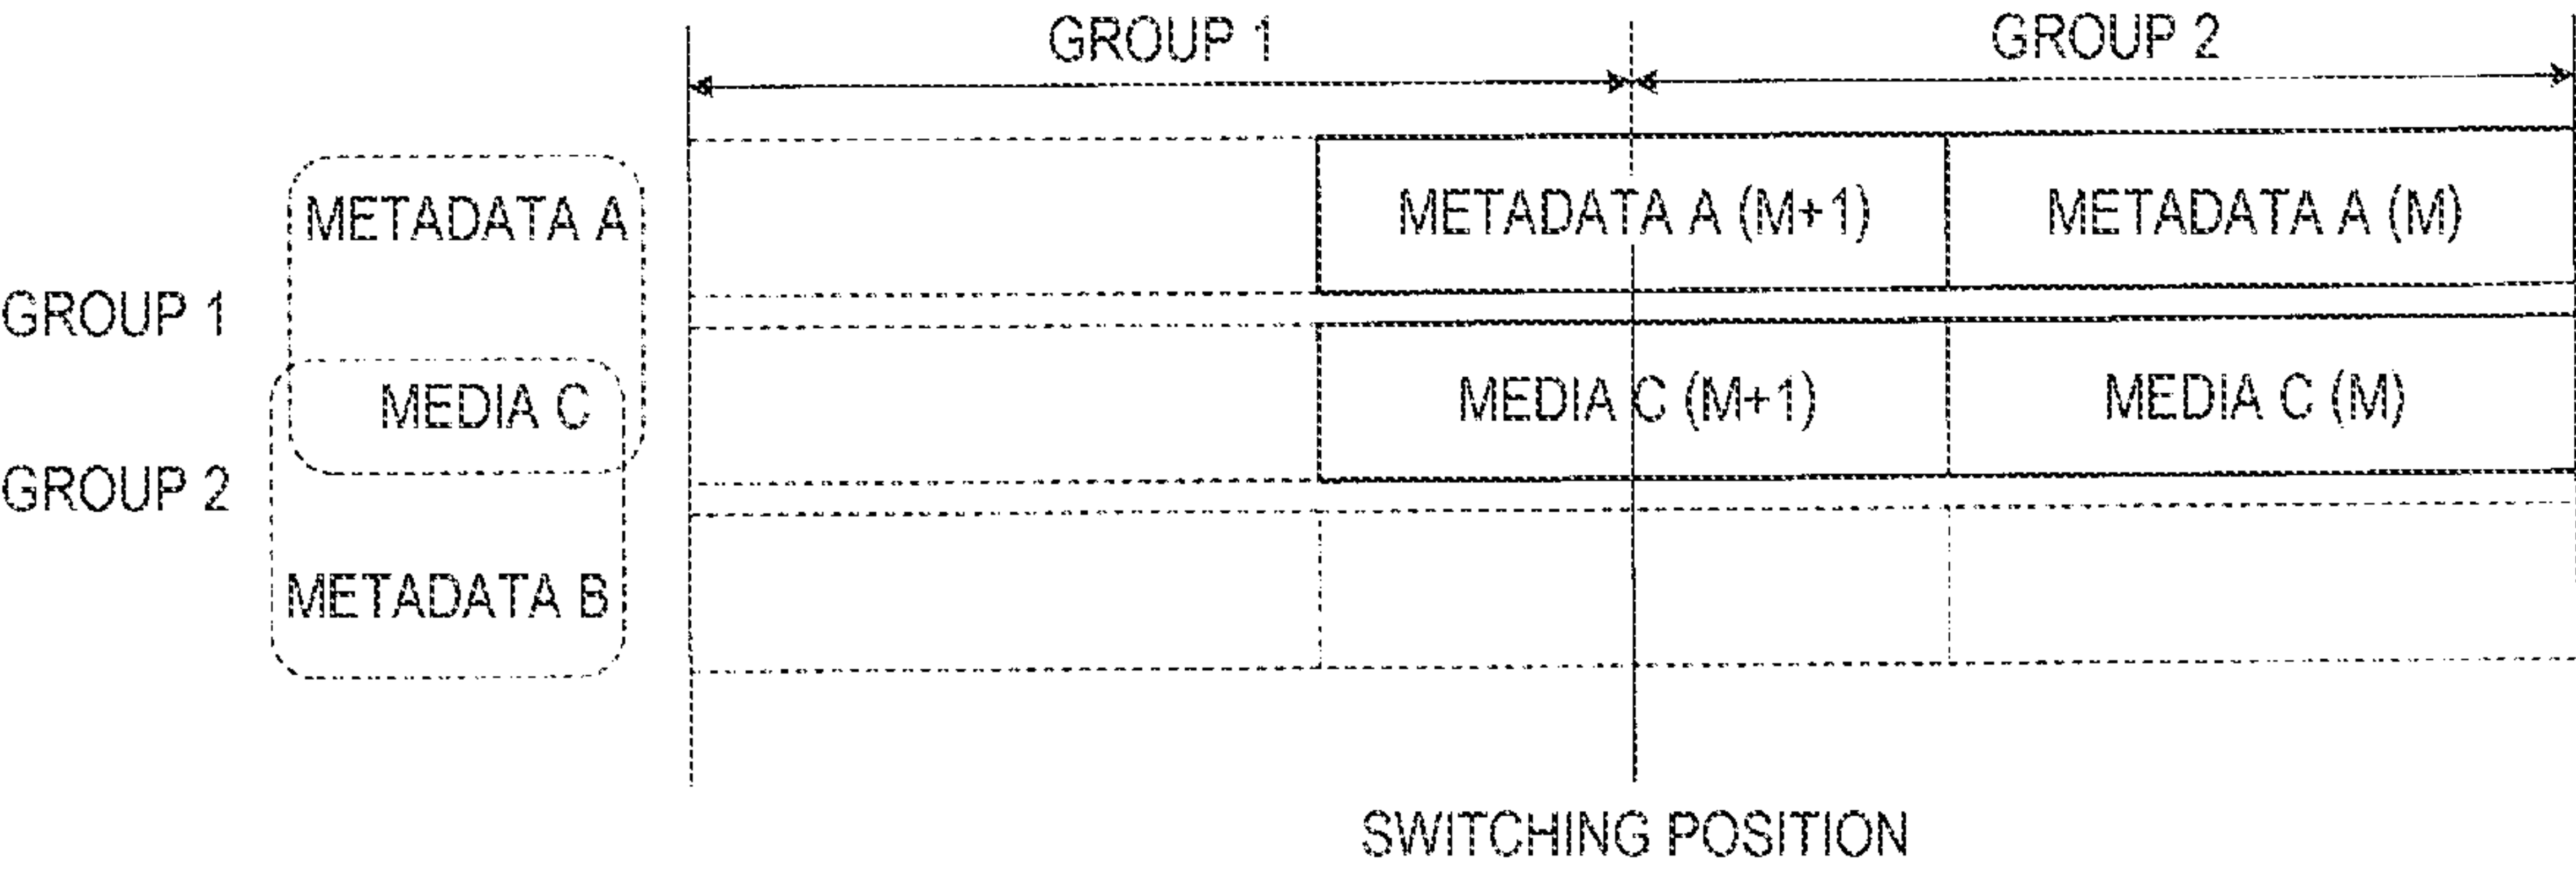 GROUP 1
GROUP 2
METADATA A
METADATA A (M+1)
METADATA A (M)
GROUP 1
MEDIA C
MEDIA C (M+1)
MEDIA C (M)
GROUP 2
METADATA B
SWITCHING POSITION